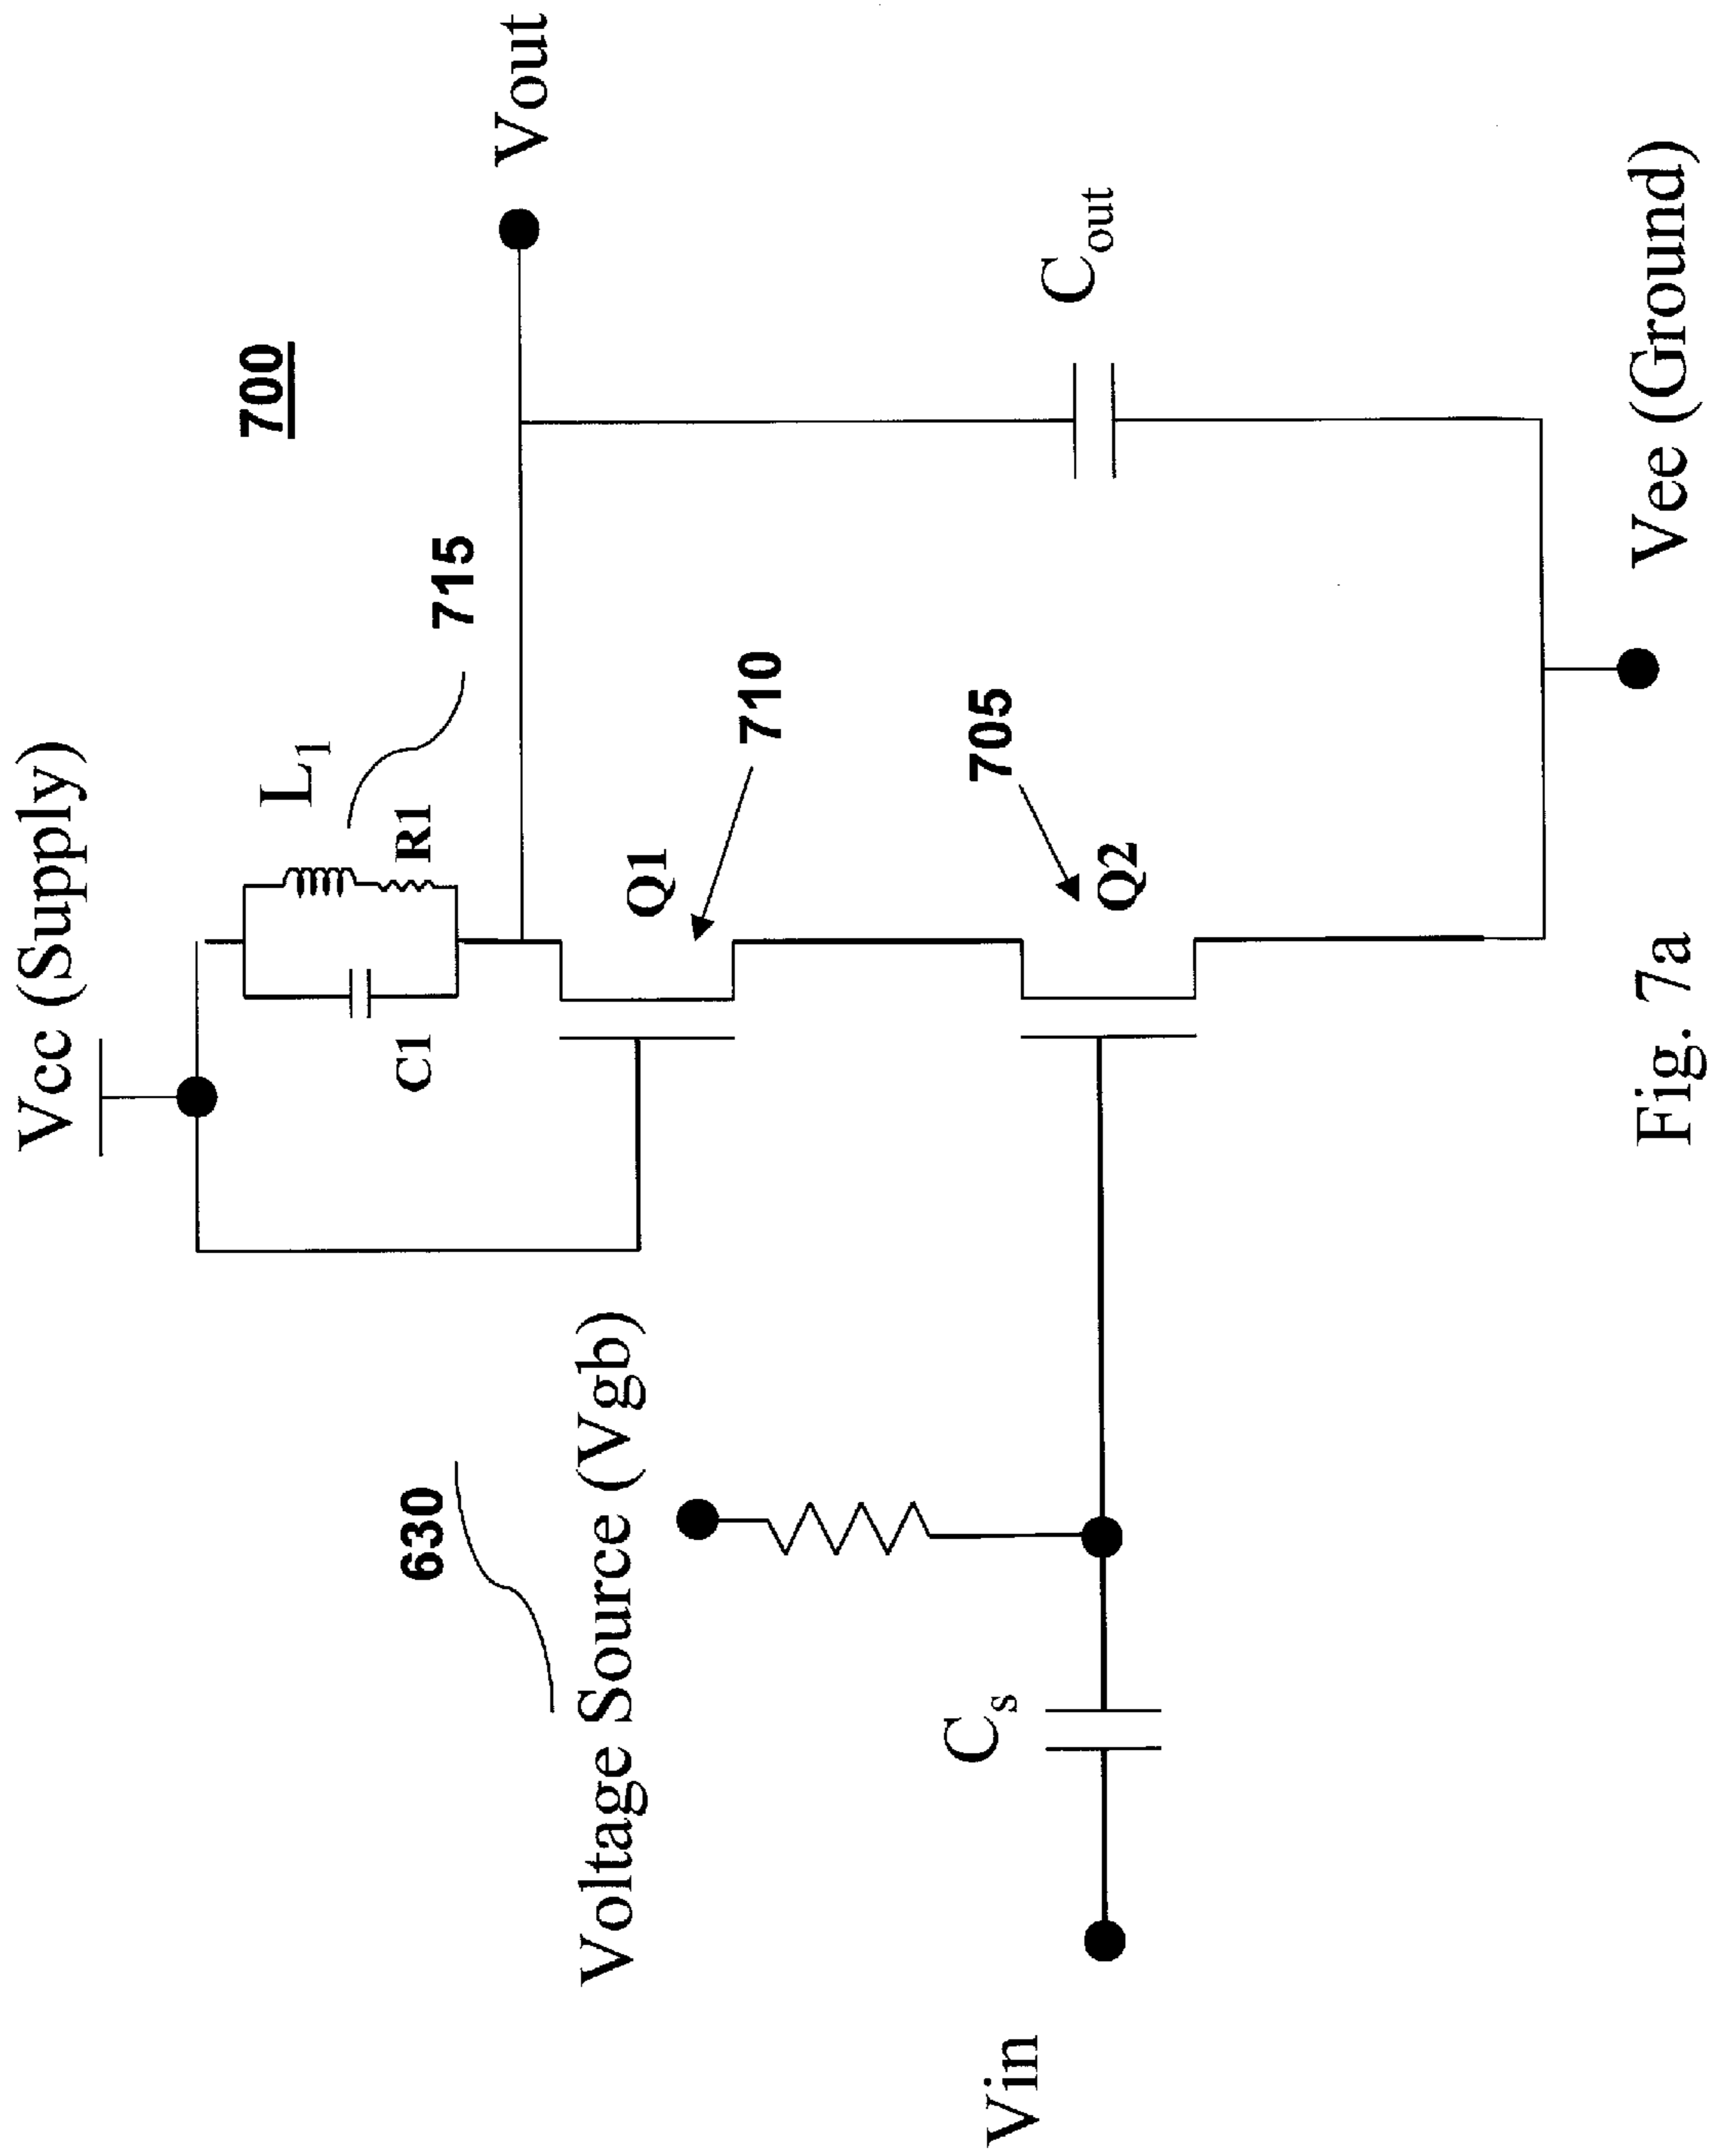 Vcc (Supply)
700
L1
715
C1
R1
Vout
Q1
710
630
Voltage Source (Vgb)
705
Q2
Cs
Cout
Vin
Vee (Ground)
Fig. 7a